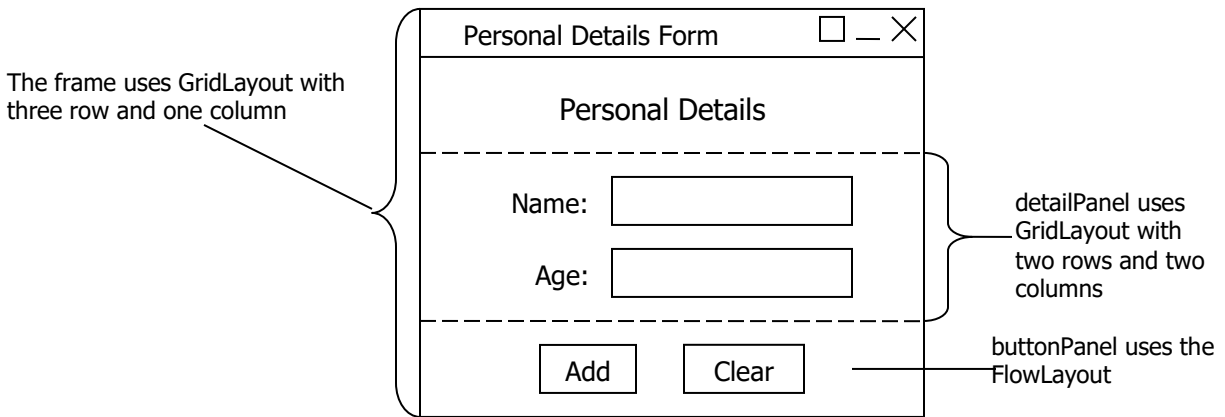 Personal Details Form
The frame uses GridLayout with
three row and one column
Personal Details
Name:
Age:
detailPanel uses
GridLayout with
two rows and two
columns
Add
Clear
buttonPanel uses the
FlowLayout